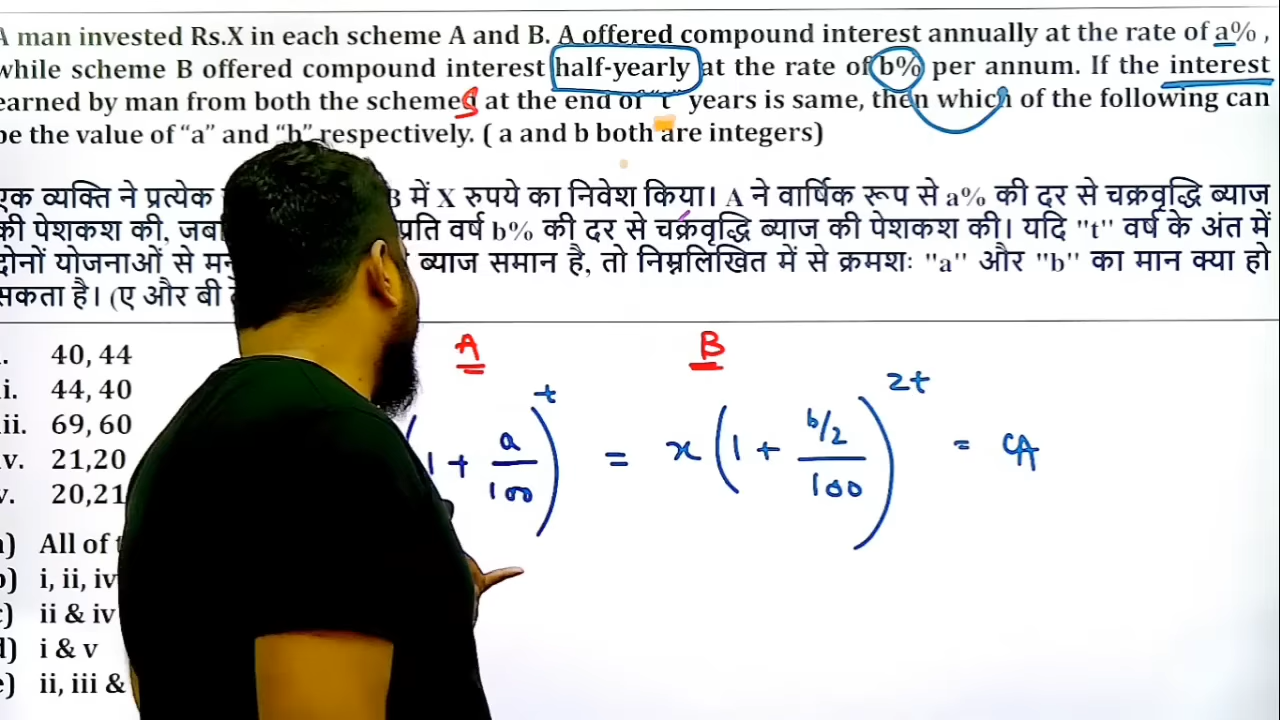 A man invested Rs.X in each scheme A and B. A offered compound interest annually at the rate of a% ,
while scheme B offered compound interest half-yearly at the rate of b% per annum. If the interest
earned by man from both the schemes at the end of "t" years is same, then which of the following can
be the value of "a" and "b" respectively. ( a and b both are integers)
एक व्यक्ति ने प्रत्येक B में X रुपये का निवेश किया। A ने वार्षिक रूप से a% की दर से चक्रवृद्धि ब्याज
की पेशकश की, जब प्रति वर्ष b% की दर से चक्रवृद्धि ब्याज की पेशकश की। यदि "t" वर्ष के अंत में
दोनों योजनाओं से ब्याज समान है, तो निम्नलिखित में से क्रमशः "a" और "b" का मान क्या हो
सकता है। (ए और बी
i. 40, 44
ii. 44, 40
iii. 69, 60
iv. 21,20
v. 20,21
a) All of
b) i, ii, iv
c) ii & iv
d) i & v
e) ii, iii &
A B
(1 + a/100)^t = x(1 + b/2/100)^2t = CA